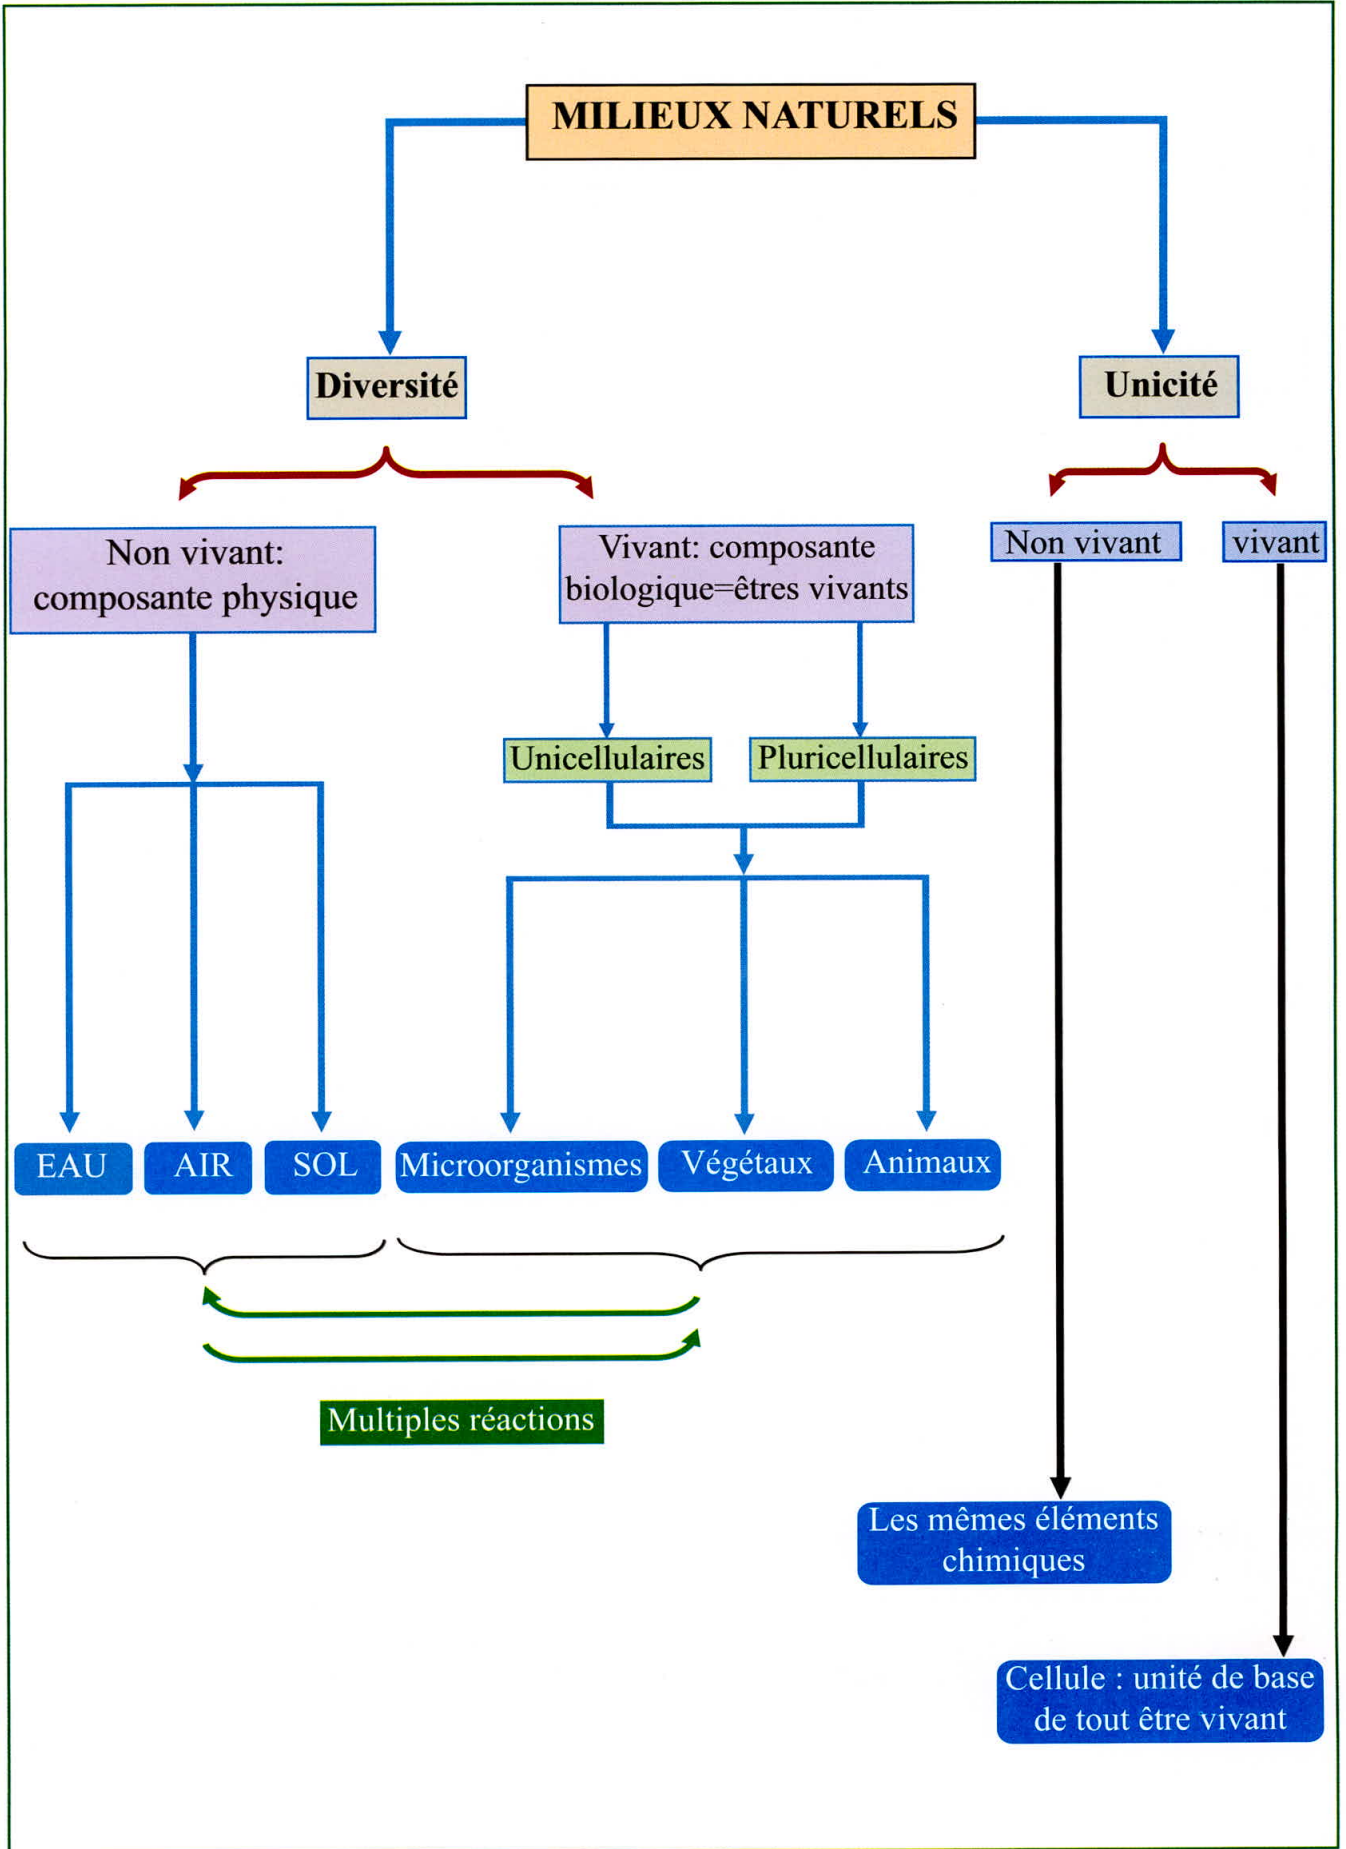 MILIEUX NATURELS
Diversité
Unicité
Non vivant:
composante physique
Vivant: composante
biologique=êtres vivants
Non vivant
vivant
Unicellulaires
Pluricellulaires
EAU
AIR
SOL
Microorganismes
Végétaux
Animaux
Multiples réactions
Les mêmes éléments
chimiques
Cellule : unité de base
de tout être vivant